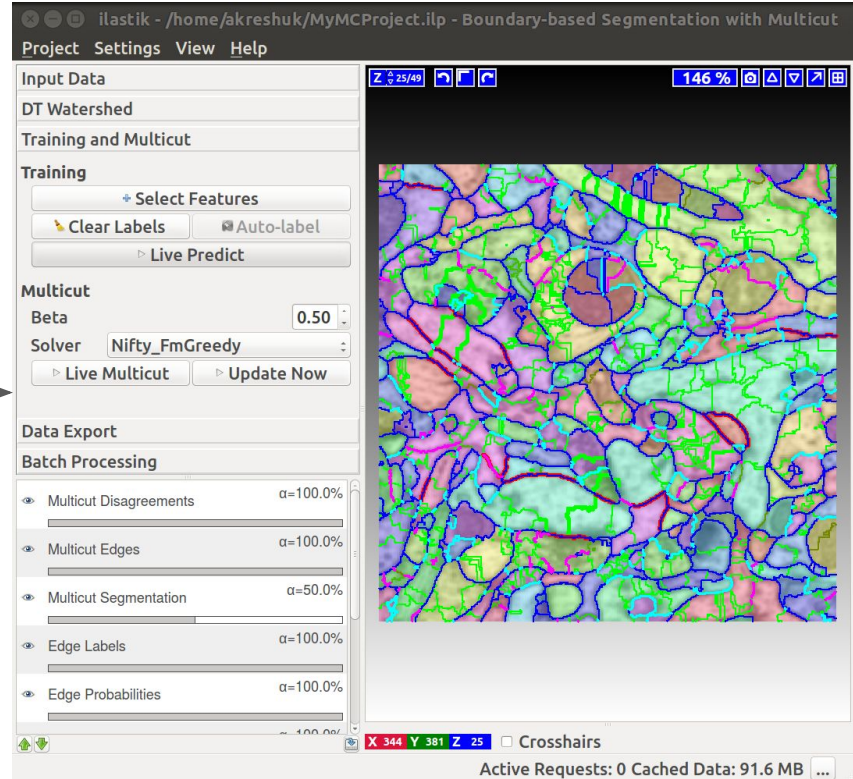 ilastik - /home/akreshuk/MyMCProject.ilp - Boundary-based Segmentation with Multicut
Project Settings View Help
Input Data
DT Watershed
Training and Multicut
Training
Select Features
Clear Labels Auto-label
Live Predict
Multicut
Beta 0.50
Solver Nifty_FmGreedy
Live Multicut Update Now
Data Export
Batch Processing
Multicut Disagreements α=100.0%
Multicut Edges α=100.0%
Multicut Segmentation α=50.0%
Edge Labels α=100.0%
Edge Probabilities α=100.0%
Z 25/49 146 %
X 344 Y 381 Z 25 Crosshairs
Active Requests: 0 Cached Data: 91.6 MB ...